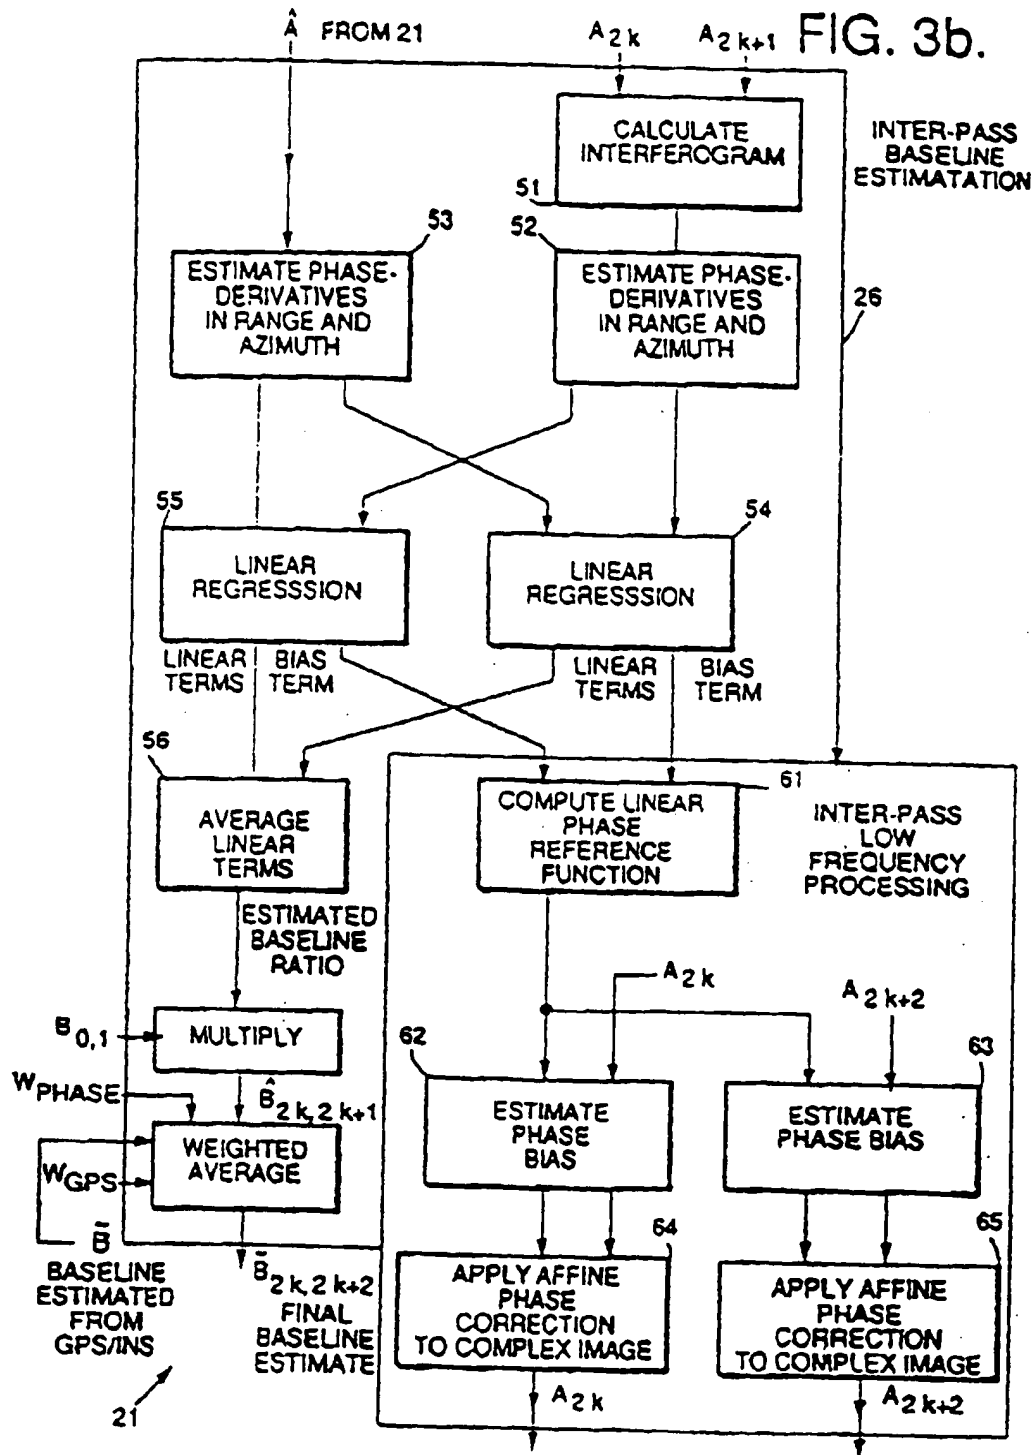 Â FROM 21
A2k
A2k+1
FIG. 3b.
CALCULATE
INTERFEROGRAM
51
INTER-PASS
BASELINE
ESTIMATATION
53
52
ESTIMATE PHASE-
DERIVATIVES
IN RANGE AND
AZIMUTH
ESTIMATE PHASE-
DERIVATIVES
IN RANGE AND
AZIMUTH
26
55
54
LINEAR
REGRESSSION
LINEAR
REGRESSSION
LINEAR
TERMS
BIAS
TERM
LINEAR
TERMS
BIAS
TERM
56
61
AVERAGE
LINEAR
TERMS
COMPUTE LINEAR
PHASE
REFERENCE
FUNCTION
INTER-PASS
LOW
FREQUENCY
PROCESSING
ESTIMATED
BASELINE
RATIO
A2k
A2k+2
B0,1
MULTIPLY
62
63
WPHASE
B̂2k,2k+1
ESTIMATE
PHASE
BIAS
ESTIMATE
PHASE BIAS
WEIGHTED
AVERAGE
WGPS
64
65
B̄
BASELINE
ESTIMATED
FROM
GPS/INS
B̄2k,2k+2
FINAL
BASELINE
ESTIMATE
APPLY AFFINE
PHASE
CORRECTION
TO COMPLEX IMAGE
APPLY AFFINE
PHASE
CORRECTION
TO COMPLEX IMAGE
21
A2k
A2k+2